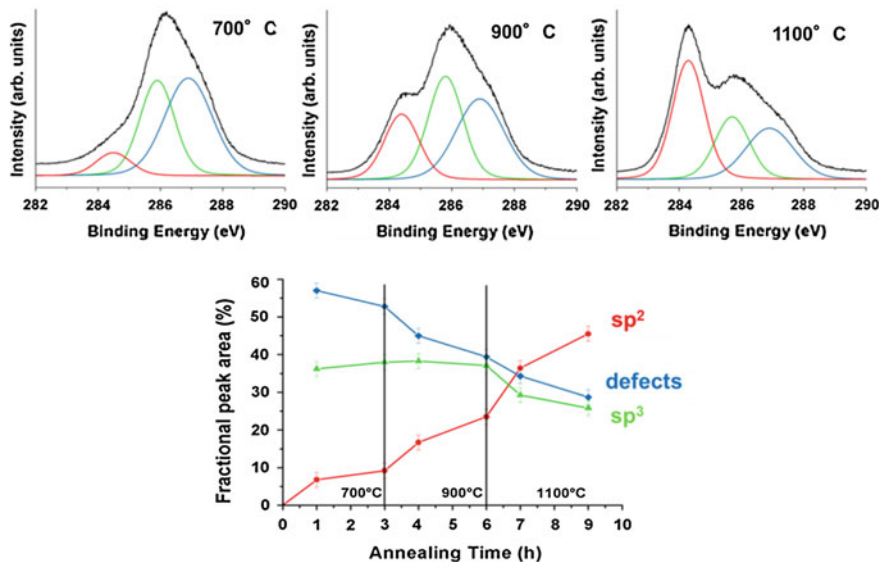 700° C
900° C
1100° C
Intensity (arb. units)
Intensity (arb. units)
Intensity (arb. units)
282 284 286 288 290
282 284 286 288 290
282 284 286 288 290
Binding Energy (eV)
Binding Energy (eV)
Binding Energy (eV)
Fractional peak area (%)
60
50
40
30
20
10
0
sp²
defects
sp³
700°C 900°C 1100°C
0 1 2 3 4 5 6 7 8 9 10
Annealing Time (h)